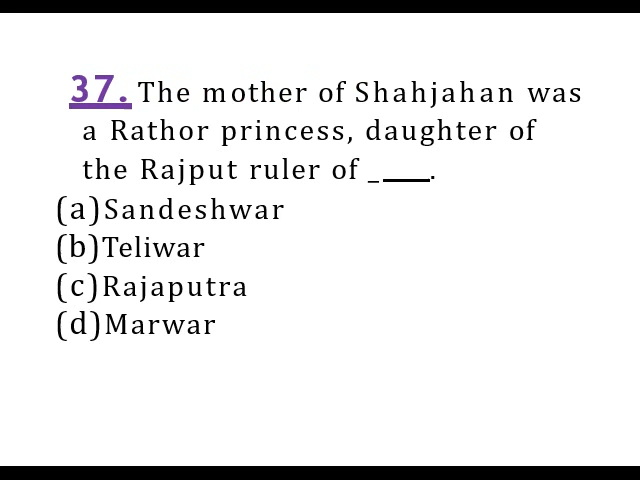 37. The mother of Shahjahan was
a Rathor princess, daughter of
the Rajput ruler of _____.
(a)Sandeshwar
(b)Teliwar
(c)Rajaputra
(d)Marwar